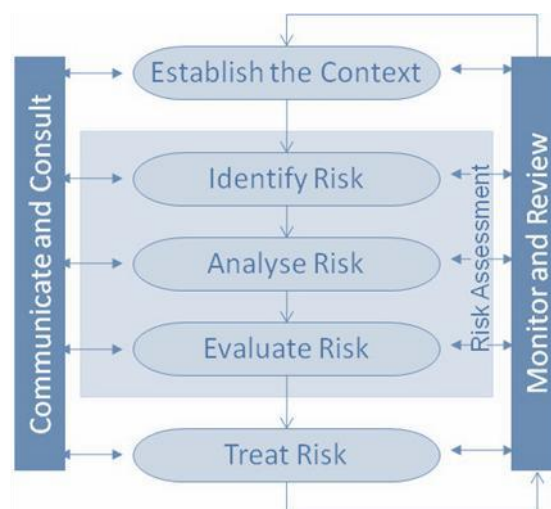 Establish the Context
Communicate and Consult
Identify Risk
Analyse Risk
Evaluate Risk
Risk Assessment
Monitor and Review
Treat Risk